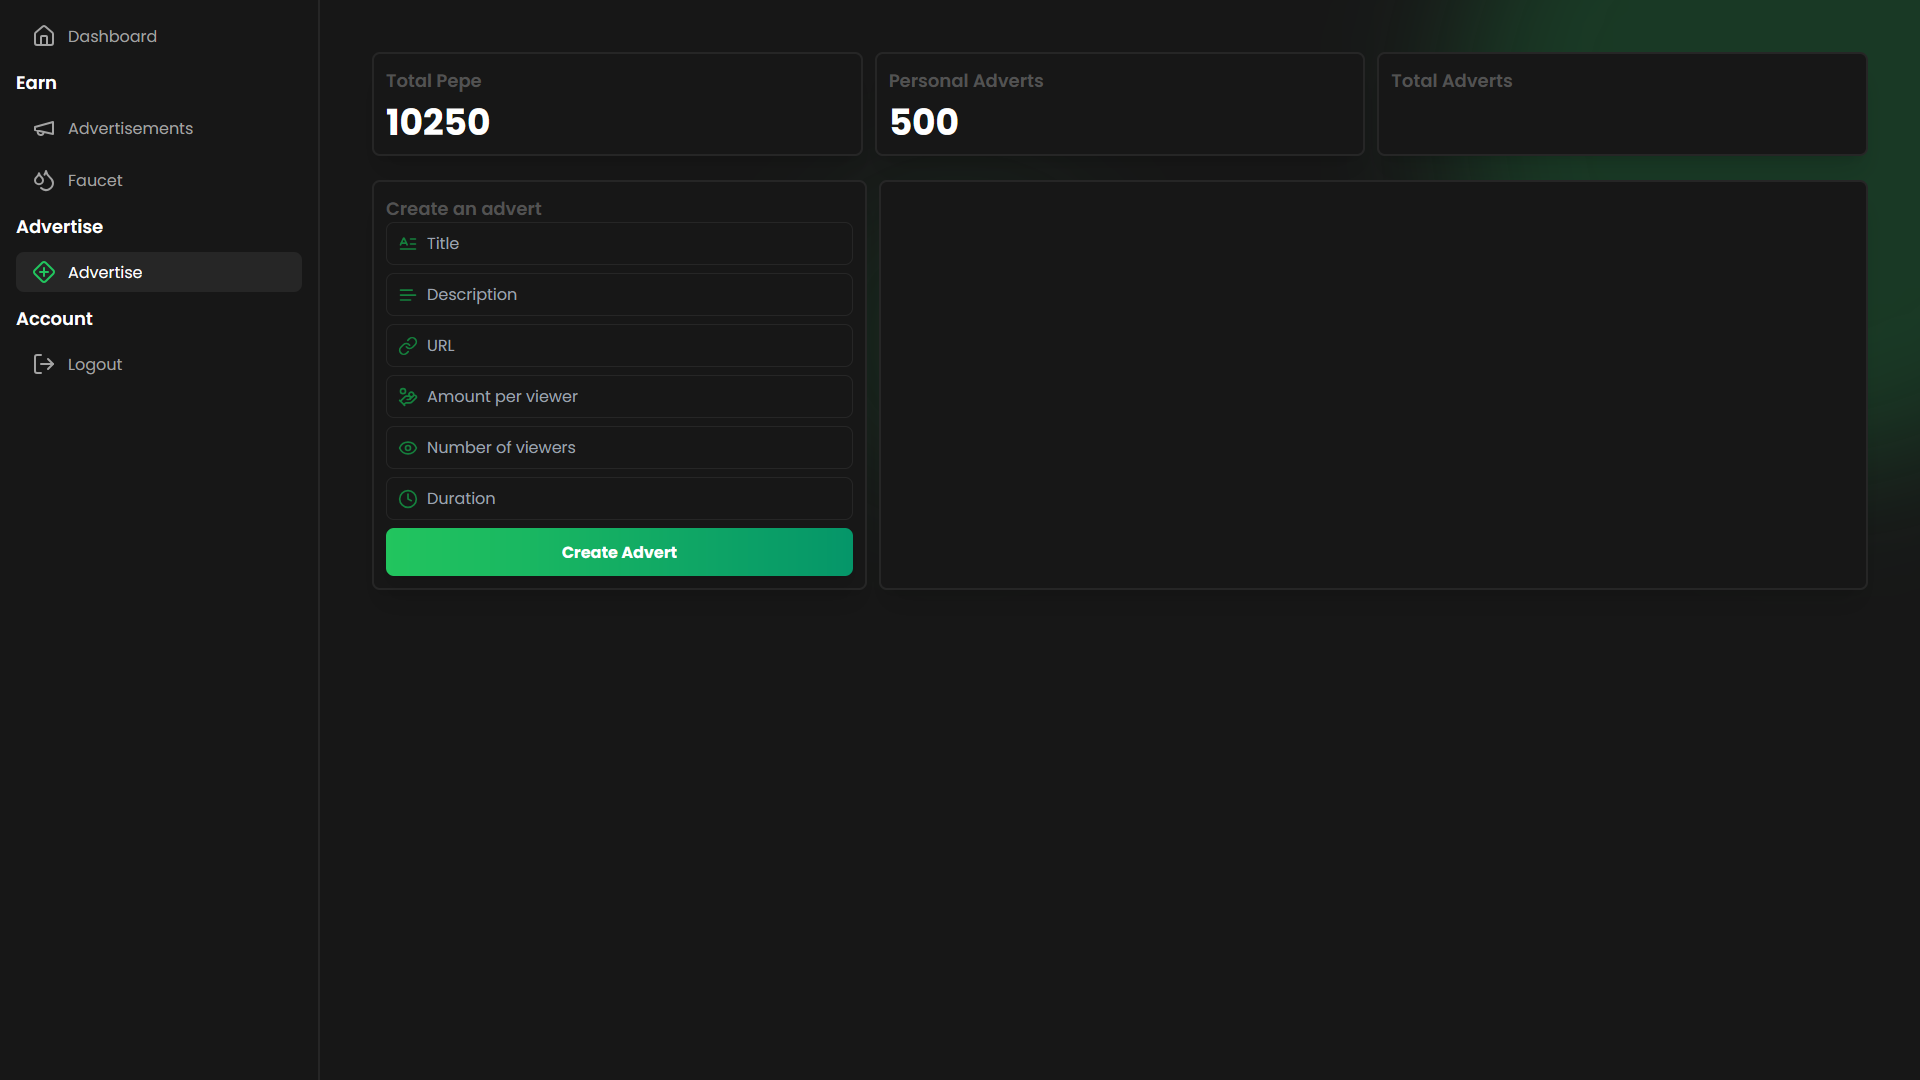 Dashboard
Earn
Advertisements
Faucet
Advertise
Advertise
Account
Logout
Total Pepe
10250
Personal Adverts
500
Total Adverts
Create an advert
Title
Description
URL
Amount per viewer
Number of viewers
Duration
Create Advert